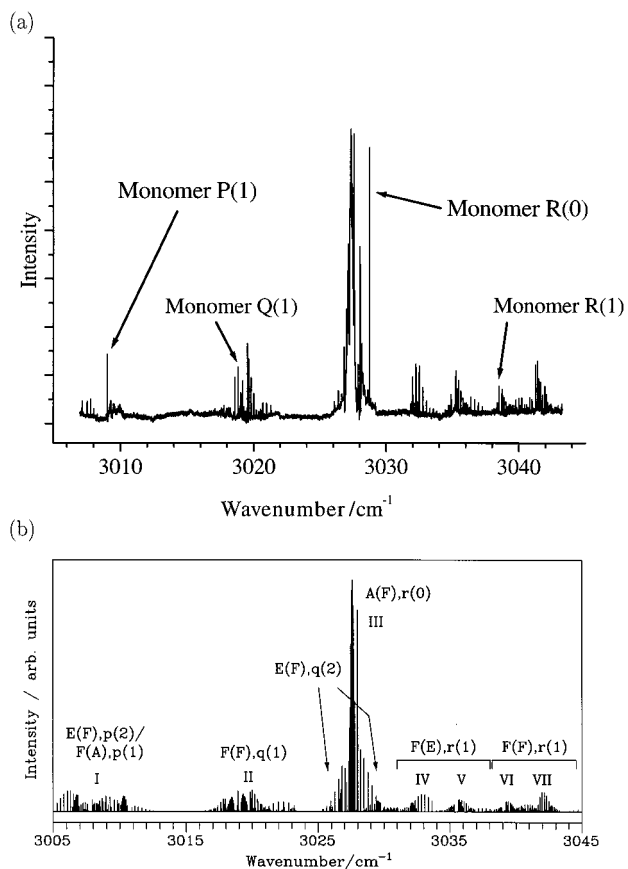 (a)
Monomer P(1)
Monomer R(0)
Monomer Q(1)
Monomer R(1)
Intensity
3010
3020
3030
3040
Wavenumber/cm-1
(b)
A(F),r(0)
III
E(F),q(2)
E(F),p(2)/
F(A),p(1)
I
F(F),q(1)
II
F(E),r(1)
F(F),r(1)
IV
V
VI
VII
Intensity / arb. units
3005
3015
3025
3035
3045
Wavenumber/cm-1